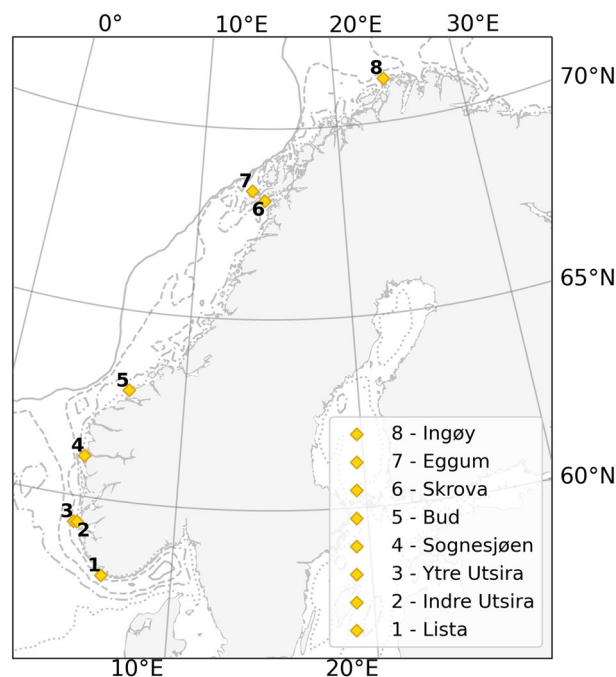 0° 10°E 20°E 30°E
70°N
8
7
6
65°N
5
4
60°N
3
2
1
8 - Ingøy
7 - Eggum
6 - Skrova
5 - Bud
4 - Sognesjøen
3 - Ytre Utsira
2 - Indre Utsira
1 - Lista
10°E 20°E